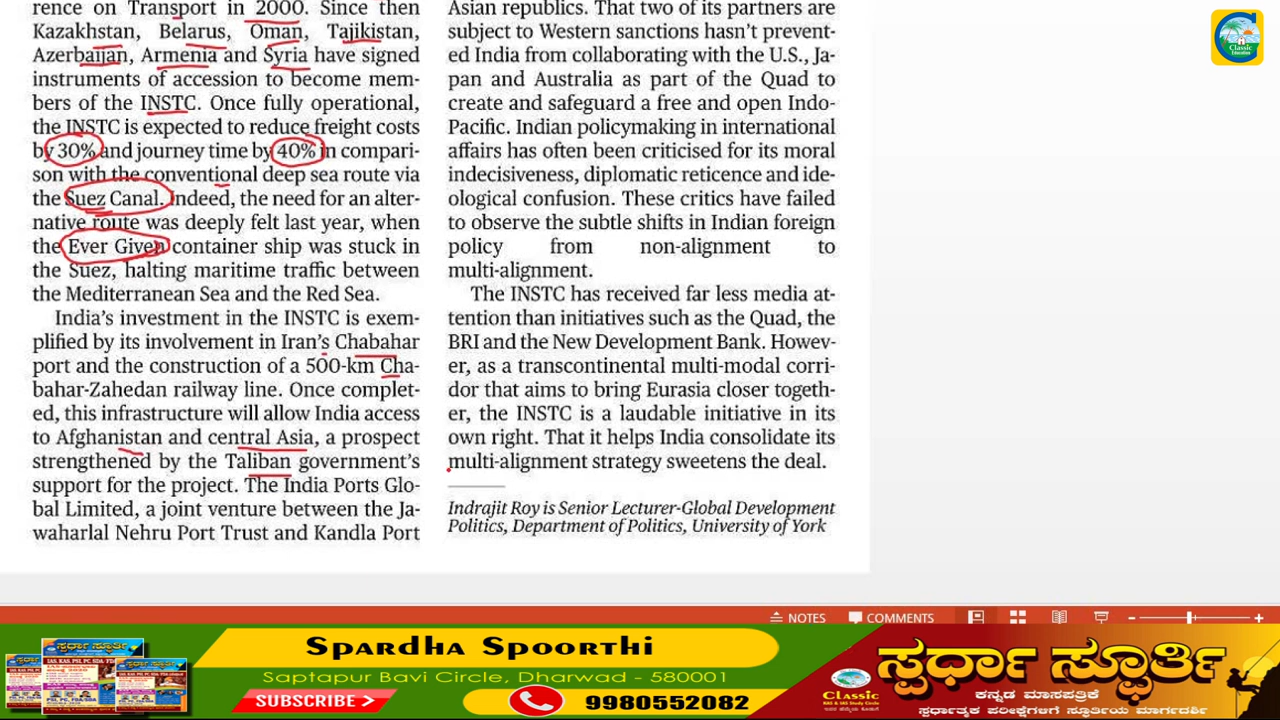 rence on Transport in 2000. Since then
Kazakhstan, Belarus, Oman, Tajikistan,
Azerbaijan, Armenia and Syria have signed
instruments of accession to become mem-
bers of the INSTC. Once fully operational,
the INSTC is expected to reduce freight costs
by 30% and journey time by 40% in compari-
son with the conventional deep sea route via
the Suez Canal. Indeed, the need for an alter-
native route was deeply felt last year, when
the Ever Given container ship was stuck in
the Suez, halting maritime traffic between
the Mediterranean Sea and the Red Sea.
India's investment in the INSTC is exem-
plified by its involvement in Iran's Chabahar
port and the construction of a 500-km Cha-
bahar-Zahedan railway line. Once complet-
ed, this infrastructure will allow India access
to Afghanistan and central Asia, a prospect
strengthened by the Taliban government's
support for the project. The India Ports Glo-
bal Limited, a joint venture between the Ja-
waharlal Nehru Port Trust and Kandla Port
Asian republics. That two of its partners are
subject to Western sanctions hasn't prevent-
ed India from collaborating with the U.S., Ja-
pan and Australia as part of the Quad to
create and safeguard a free and open Indo-
Pacific. Indian policymaking in international
affairs has often been criticised for its moral
indecisiveness, diplomatic reticence and ide-
ological confusion. These critics have failed
to observe the subtle shifts in Indian foreign
policy from non-alignment to
multi-alignment.
The INSTC has received far less media at-
tention than initiatives such as the Quad, the
BRI and the New Development Bank. Howev-
er, as a transcontinental multi-modal corri-
dor that aims to bring Eurasia closer togeth-
er, the INSTC is a laudable initiative in its
own right. That it helps India consolidate its
multi-alignment strategy sweetens the deal.
Indrajit Roy is Senior Lecturer-Global Development
Politics, Department of Politics, University of York
Classic
Education
NOTES
COMMENTS
Spardha Spoorthi
Saptapur Bavi Circle, Dharwad - 580001
SUBSCRIBE >
9980552082
ಸ್ಪರ್ಧಾ ಸ್ಫೂರ್ತಿ
ಕನ್ನಡ ಮಾಸಪತ್ರಿಕೆ
ಸ್ಪರ್ಧಾತ್ಮಕ ಪರೀಕ್ಷೆಗಳಿಗೆ ಸ್ಫೂರ್ತಿಯ ಮಾರ್ಗದರ್ಶಿ
Classic